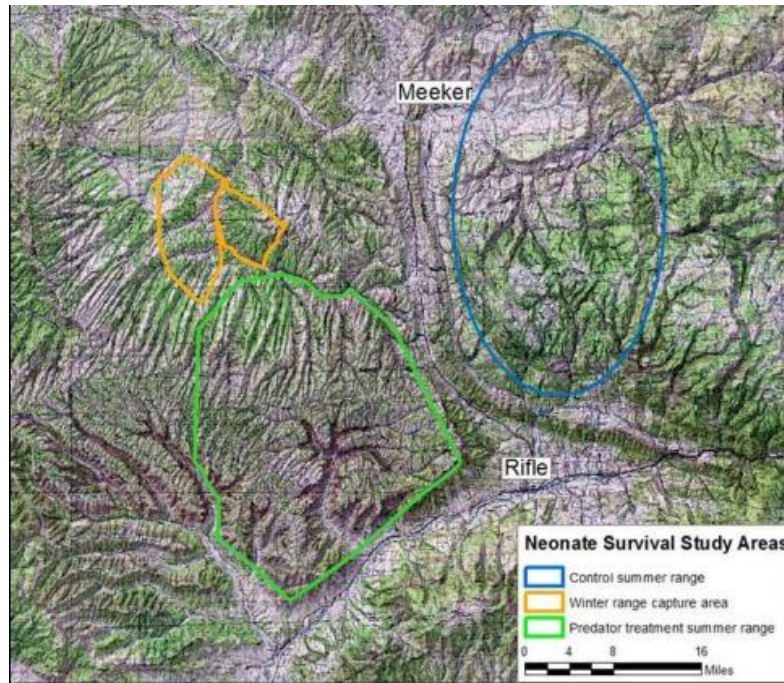 Meeker
Rifle
Neonate Survival Study Areas
Control summer range
Winter range capture area
Predator treatment summer range
0 4 8 16
Miles